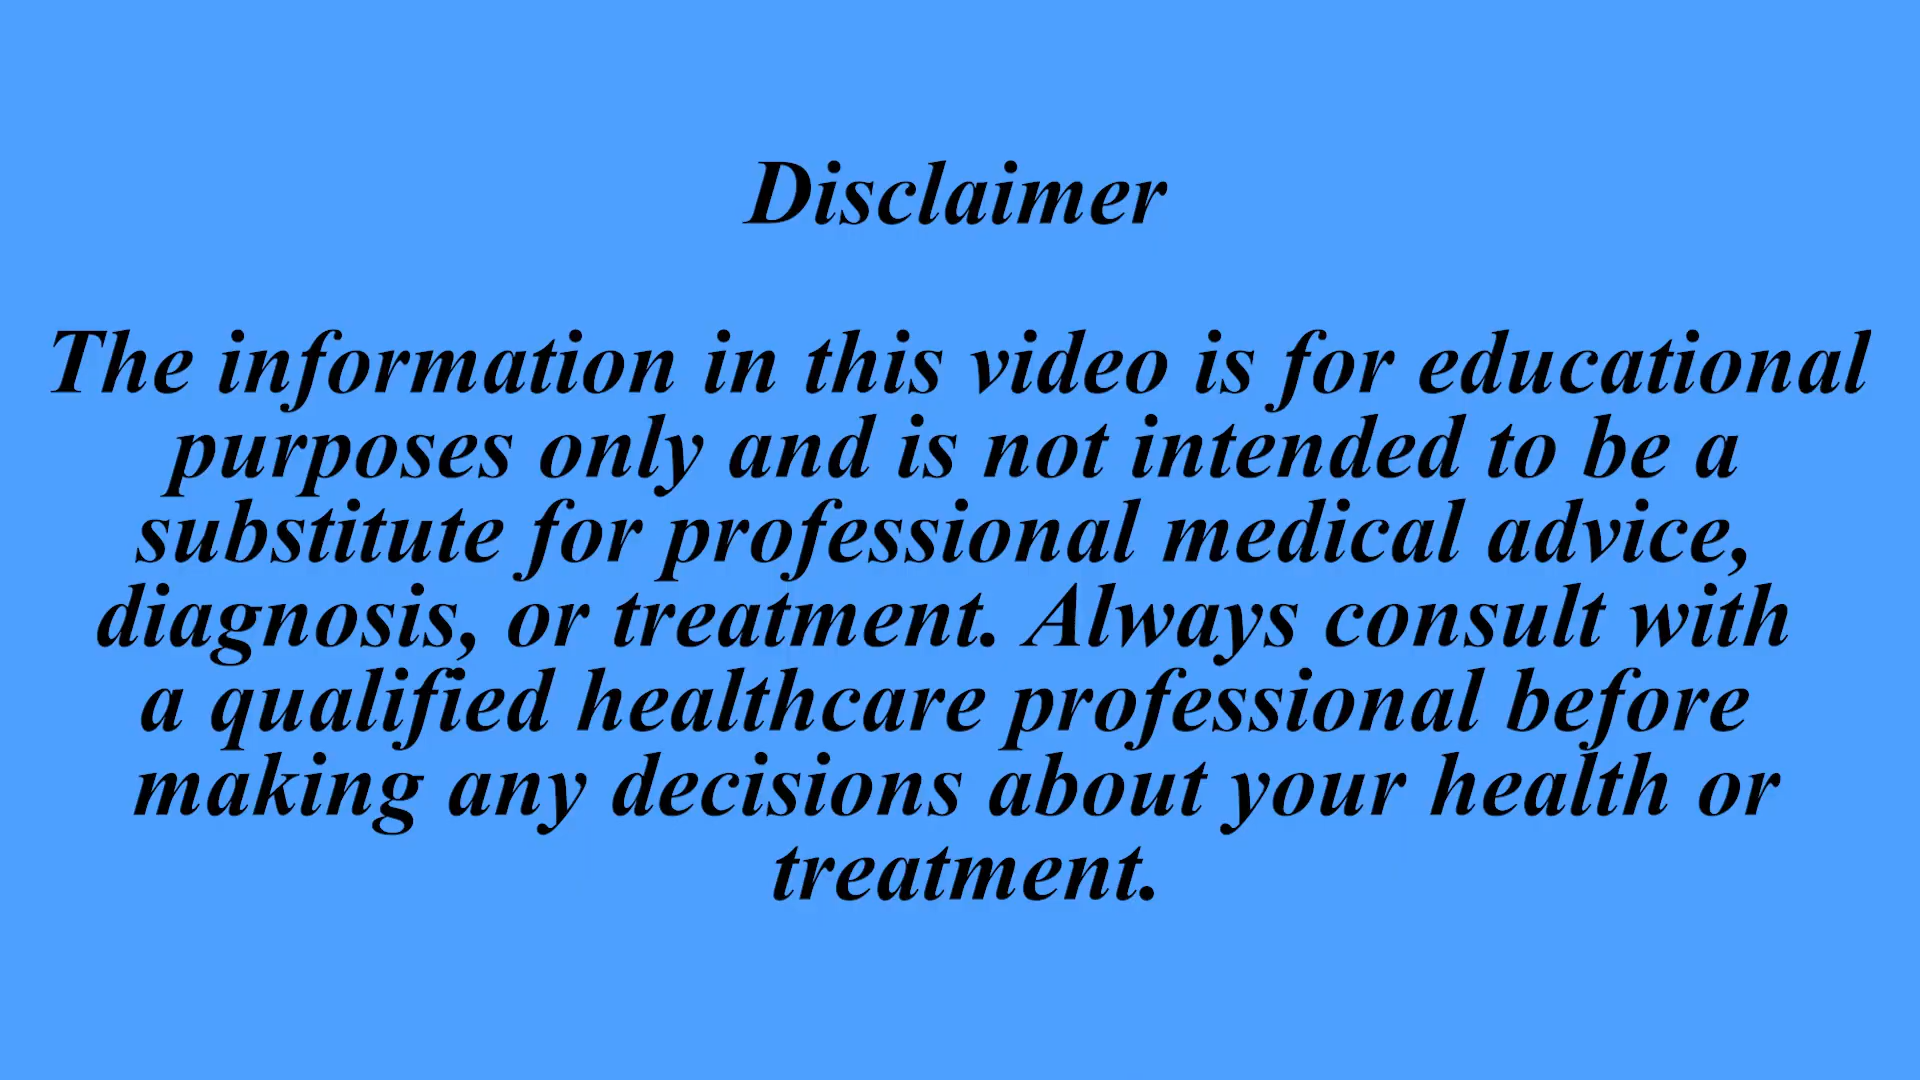 Disclaimer
The information in this video is for educational
purposes only and is not intended to be a
substitute for professional medical advice,
diagnosis, or treatment. Always consult with
a qualified healthcare professional before
making any decisions about your health or
treatment.